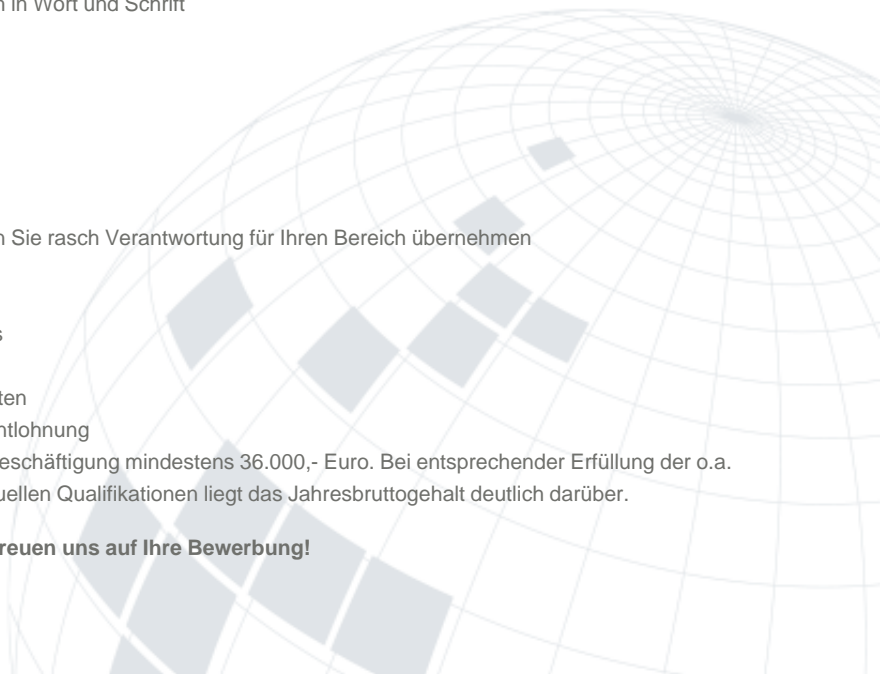 n in Wort und Schrift
n Sie rasch Verantwortung für Ihren Bereich übernehmen
s
ten
ntlohnung
eschäftigung mindestens 36.000,- Euro. Bei entsprechender Erfüllung der o.a.
uellen Qualifikationen liegt das Jahresbruttogehalt deutlich darüber.
reuen uns auf Ihre Bewerbung!